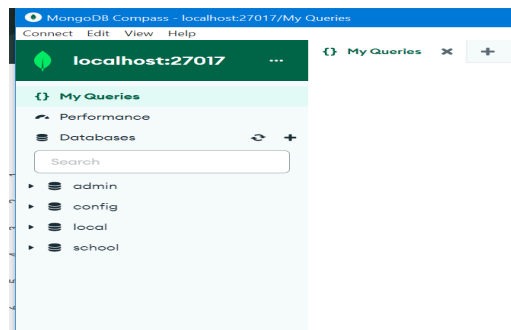 MongoDB Compass - localhost:27017/My Queries
Connect Edit View Help
localhost:27017 ...
{} My Queries
{} My Queries
Performance
Databases
Search
admin
config
local
school